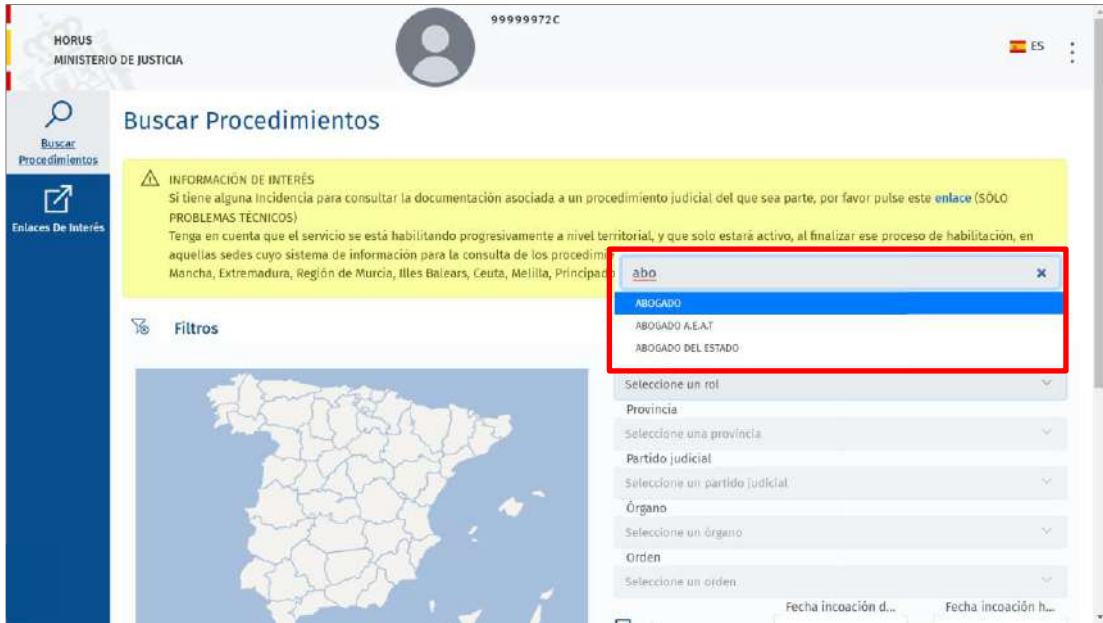 99999972C
HORUS
MINISTERIO DE JUSTICIA
ES
Buscar
Procedimientos
Enlaces De Interés
Buscar Procedimientos
INFORMACIÓN DE INTERÉS
Si tiene alguna Incidencia para consultar la documentación asociada a un procedimiento judicial del que sea parte, por favor pulse este enlace (SÓLO
PROBLEMAS TÉCNICOS)
Tenga en cuenta que el servicio se está habilitando progresivamente a nivel territorial, y que solo estará activo, al finalizar ese proceso de habilitación, en
aquellas sedes cuyo sistema de información para la consulta de los procedimie
Mancha, Extremadura, Región de Murcia, Illes Balears, Ceuta, Melilla, Principado
abo
ABOGADO
ABOGADO A.E.A.T
ABOGADO DEL ESTADO
Filtros
Seleccione un rol
Provincia
Seleccione una provincia
Partido judicial
Seleccione un partido judicial
Órgano
Seleccione un órgano
Orden
Seleccione un orden
Fecha incoación d... Fecha incoación h...